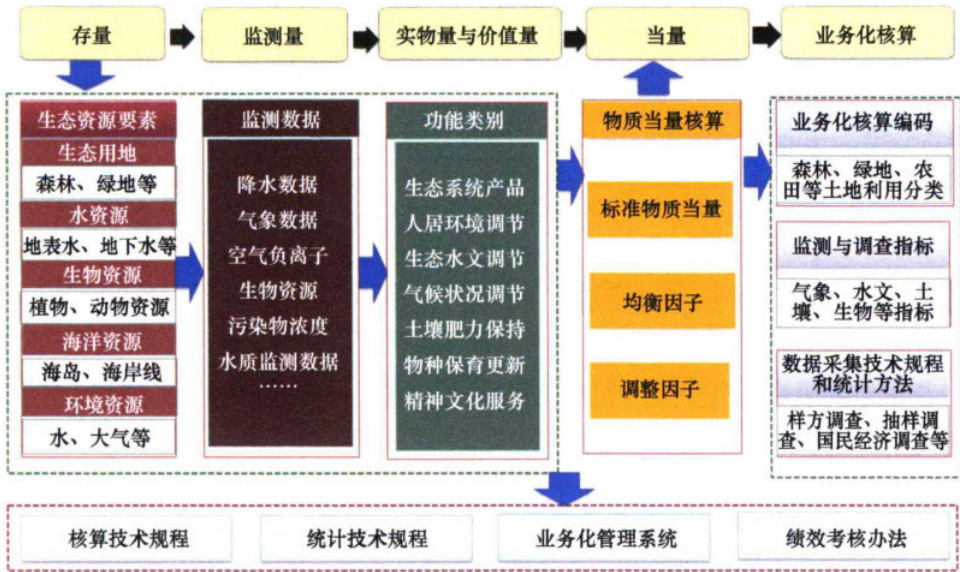 存量
监测量
实物量与价值量
当量
业务化核算
生态资源要素
生态用地
森林、绿地等
水资源
地表水、地下水等
生物资源
植物、动物资源
海洋资源
海岛、海岸线
环境资源
水、大气等
监测数据
降水数据
气象数据
空气负离子
生物资源
污染物浓度
水质监测数据
……
功能类别
生态系统产品
人居环境调节
生态水文调节
气候状况调节
土壤肥力保持
物种保育更新
精神文化服务
物质当量核算
标准物质当量
均衡因子
调整因子
业务化核算编码
森林、绿地、农
田等土地利用分类
监测与调查指标
气象、水文、土
壤、生物等指标
数据采集技术规程
和统计方法
样方调查、抽样调
查、国民经济调查等
核算技术规程
统计技术规程
业务化管理系统
绩效考核办法